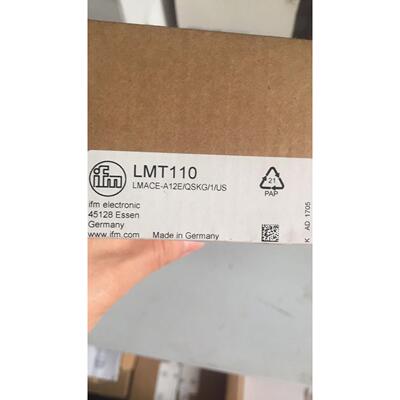 ifm
LMT110
LMACE-A12E/QSKG/1/US
21
PAP
ifm electronic
45128 Essen
Germany
www.ifm.com
Made in Germany
K AD 1705